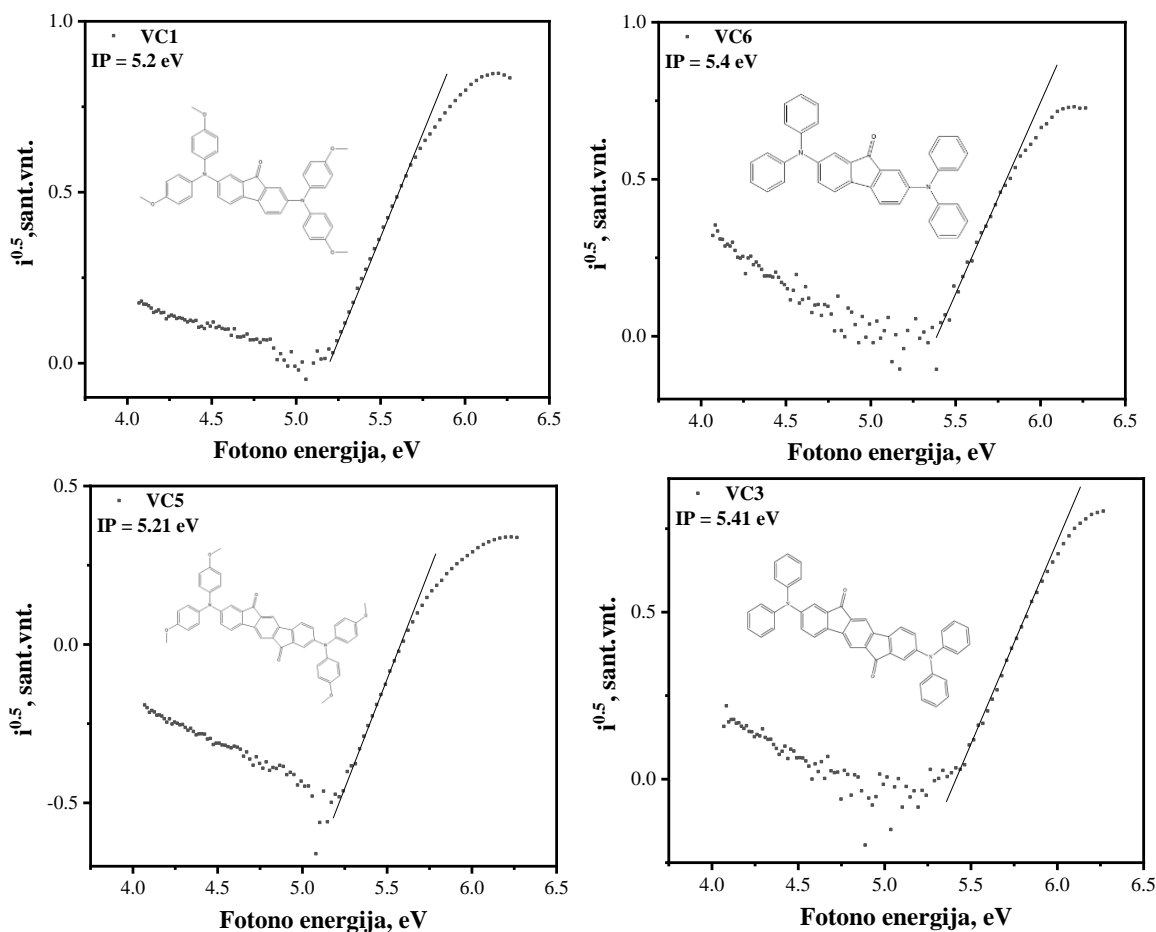 VC1
IP = 5.2 eV
1.0
0.5
0.0
i^0.5,sant.vnt.
4.0 4.5 5.0 5.5 6.0 6.5
Fotono energija, eV
VC6
IP = 5.4 eV
1.0
0.5
0.0
i^0.5, sant.vnt.
4.0 4.5 5.0 5.5 6.0 6.5
Fotono energija, eV
VC5
IP = 5.21 eV
0.5
0.0
-0.5
i^0.5, sant.vnt.
4.0 4.5 5.0 5.5 6.0 6.5
Fotono energija, eV
VC3
IP = 5.41 eV
0.5
0.0
i^0.5, sant.vnt.
4.0 4.5 5.0 5.5 6.0 6.5
Fotono energija, eV